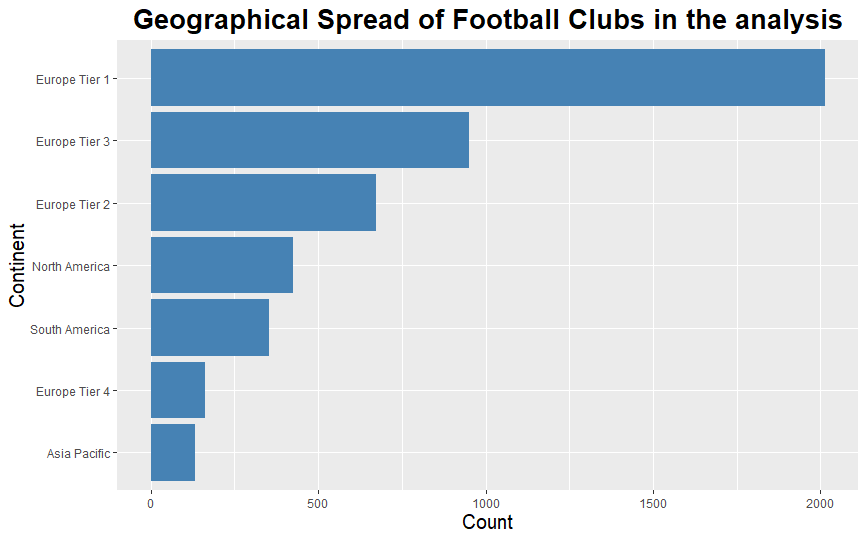 Geographical Spread of Football Clubs in the analysis
Continent
Europe Tier 1
Europe Tier 3
Europe Tier 2
North America
South America
Europe Tier 4
Asia Pacific
0 500 1000 1500 2000
Count